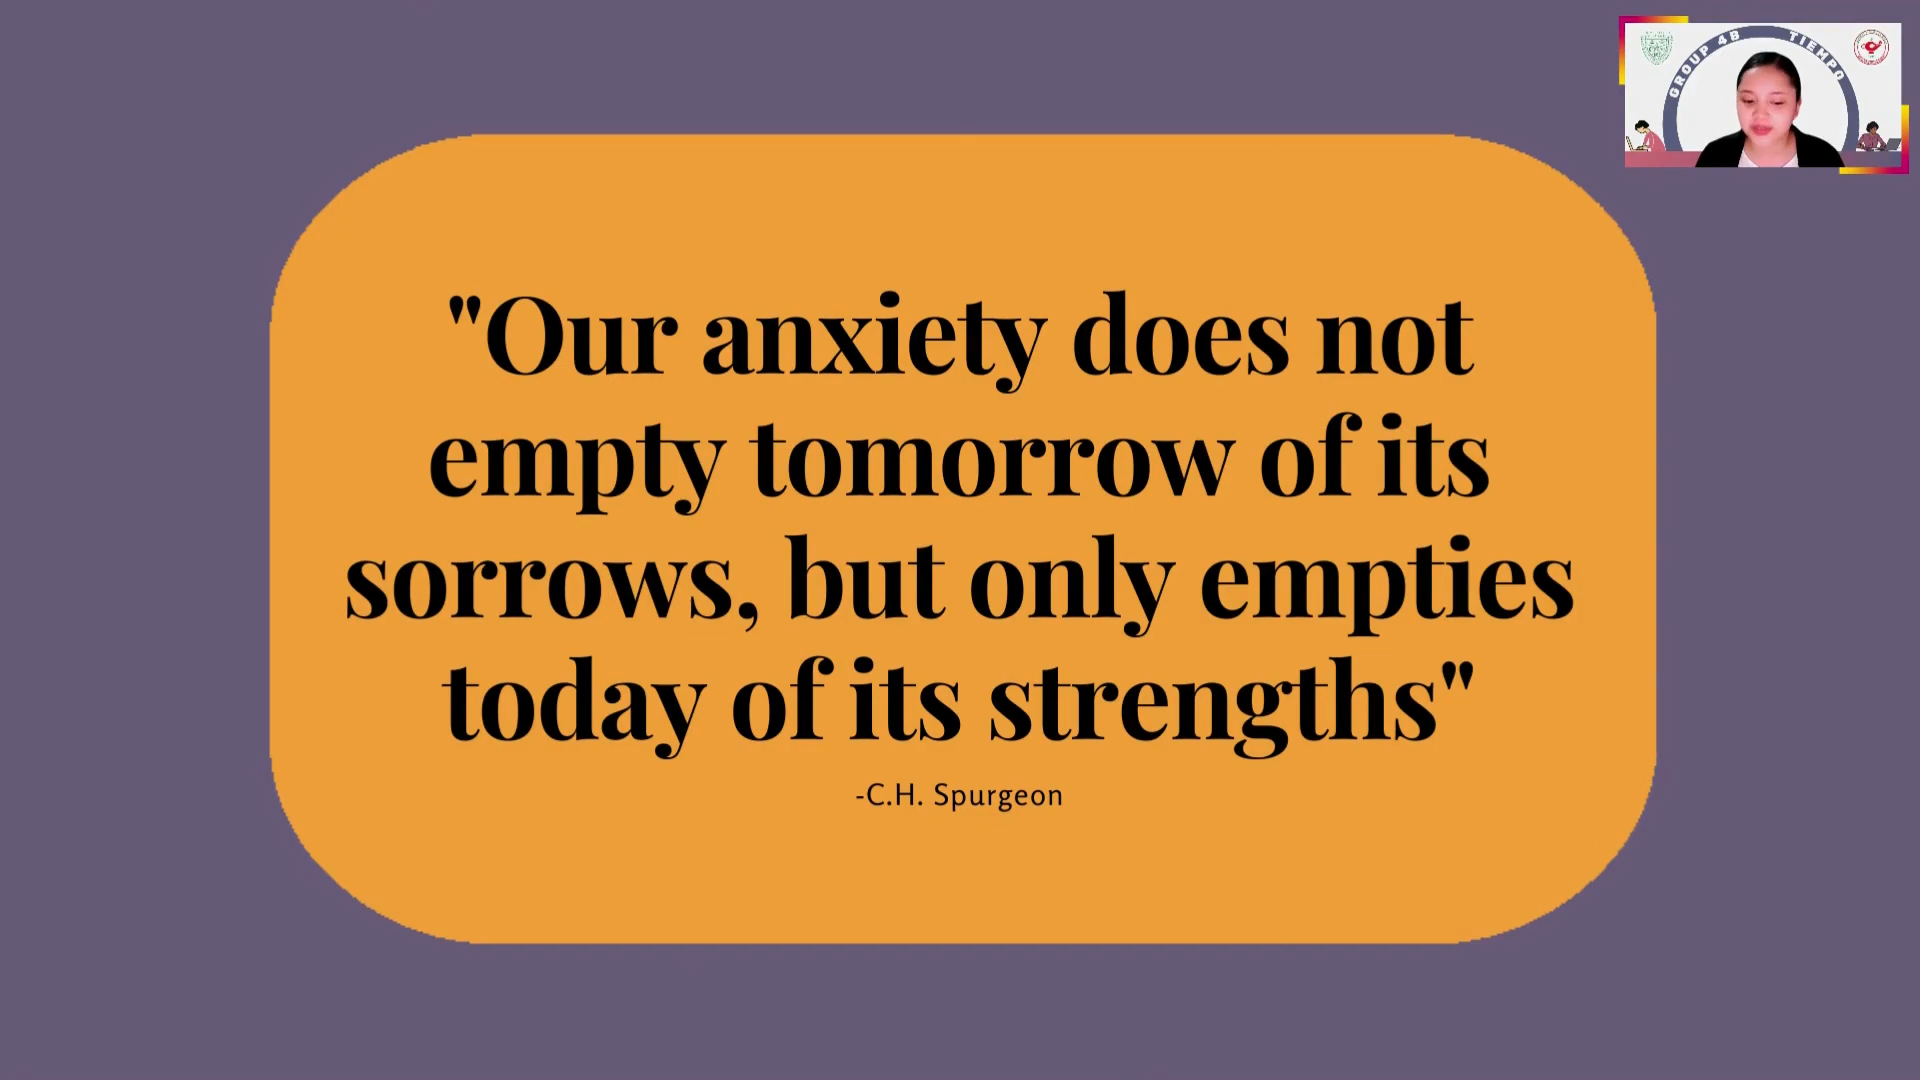 GROUP 4B TIEMPO
"Our anxiety does not
empty tomorrow of its
sorrows, but only empties
today of its strengths"
-C.H. Spurgeon